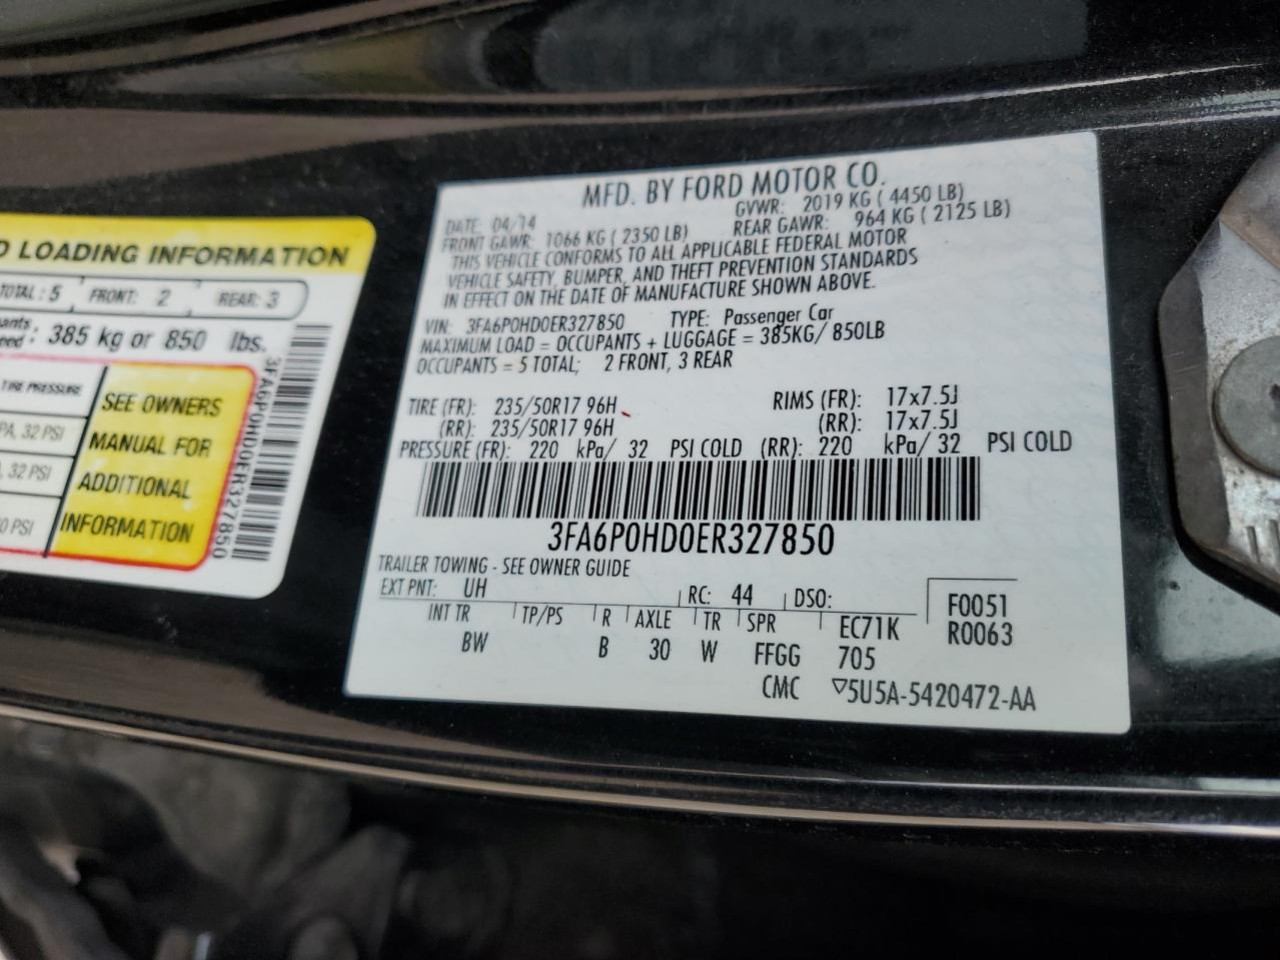 D LOADING INFORMATION
TOTAL: 5 FRONT: 2 REAR: 3
385 kg or 850 lbs.
TIRE PRESSURE
PA, 32 PSI
, 32 PSI
0 PSI
SEE OWNERS
MANUAL FOR
ADDITIONAL
INFORMATION
3FA6P0HD0ER327850
MFD. BY FORD MOTOR CO.
DATE: 04/14 GVWR: 2019 KG ( 4450 LB)
FRONT GAWR: 1066 KG ( 2350 LB) REAR GAWR: 964 KG ( 2125 LB)
THIS VEHICLE CONFORMS TO ALL APPLICABLE FEDERAL MOTOR
VEHICLE SAFETY, BUMPER, AND THEFT PREVENTION STANDARDS
IN EFFECT ON THE DATE OF MANUFACTURE SHOWN ABOVE.
VIN: 3FA6P0HD0ER327850 TYPE: Passenger Car
MAXIMUM LOAD = OCCUPANTS + LUGGAGE = 385KG/ 850LB
OCCUPANTS = 5 TOTAL; 2 FRONT, 3 REAR
TIRE (FR): 235/50R17 96H RIMS (FR): 17x7.5J
(RR): 235/50R17 96H (RR): 17x7.5J
PRESSURE (FR): 220 kPa/ 32 PSI COLD (RR): 220 kPa/ 32 PSI COLD
3FA6P0HD0ER327850
TRAILER TOWING - SEE OWNER GUIDE
EXT PNT: UH RC: 44 DSO:
F0051
R0063
INT TR TP/PS R AXLE TR SPR EC71K
BW B 30 W FFGG 705
CMC ▽5U5A-5420472-AA